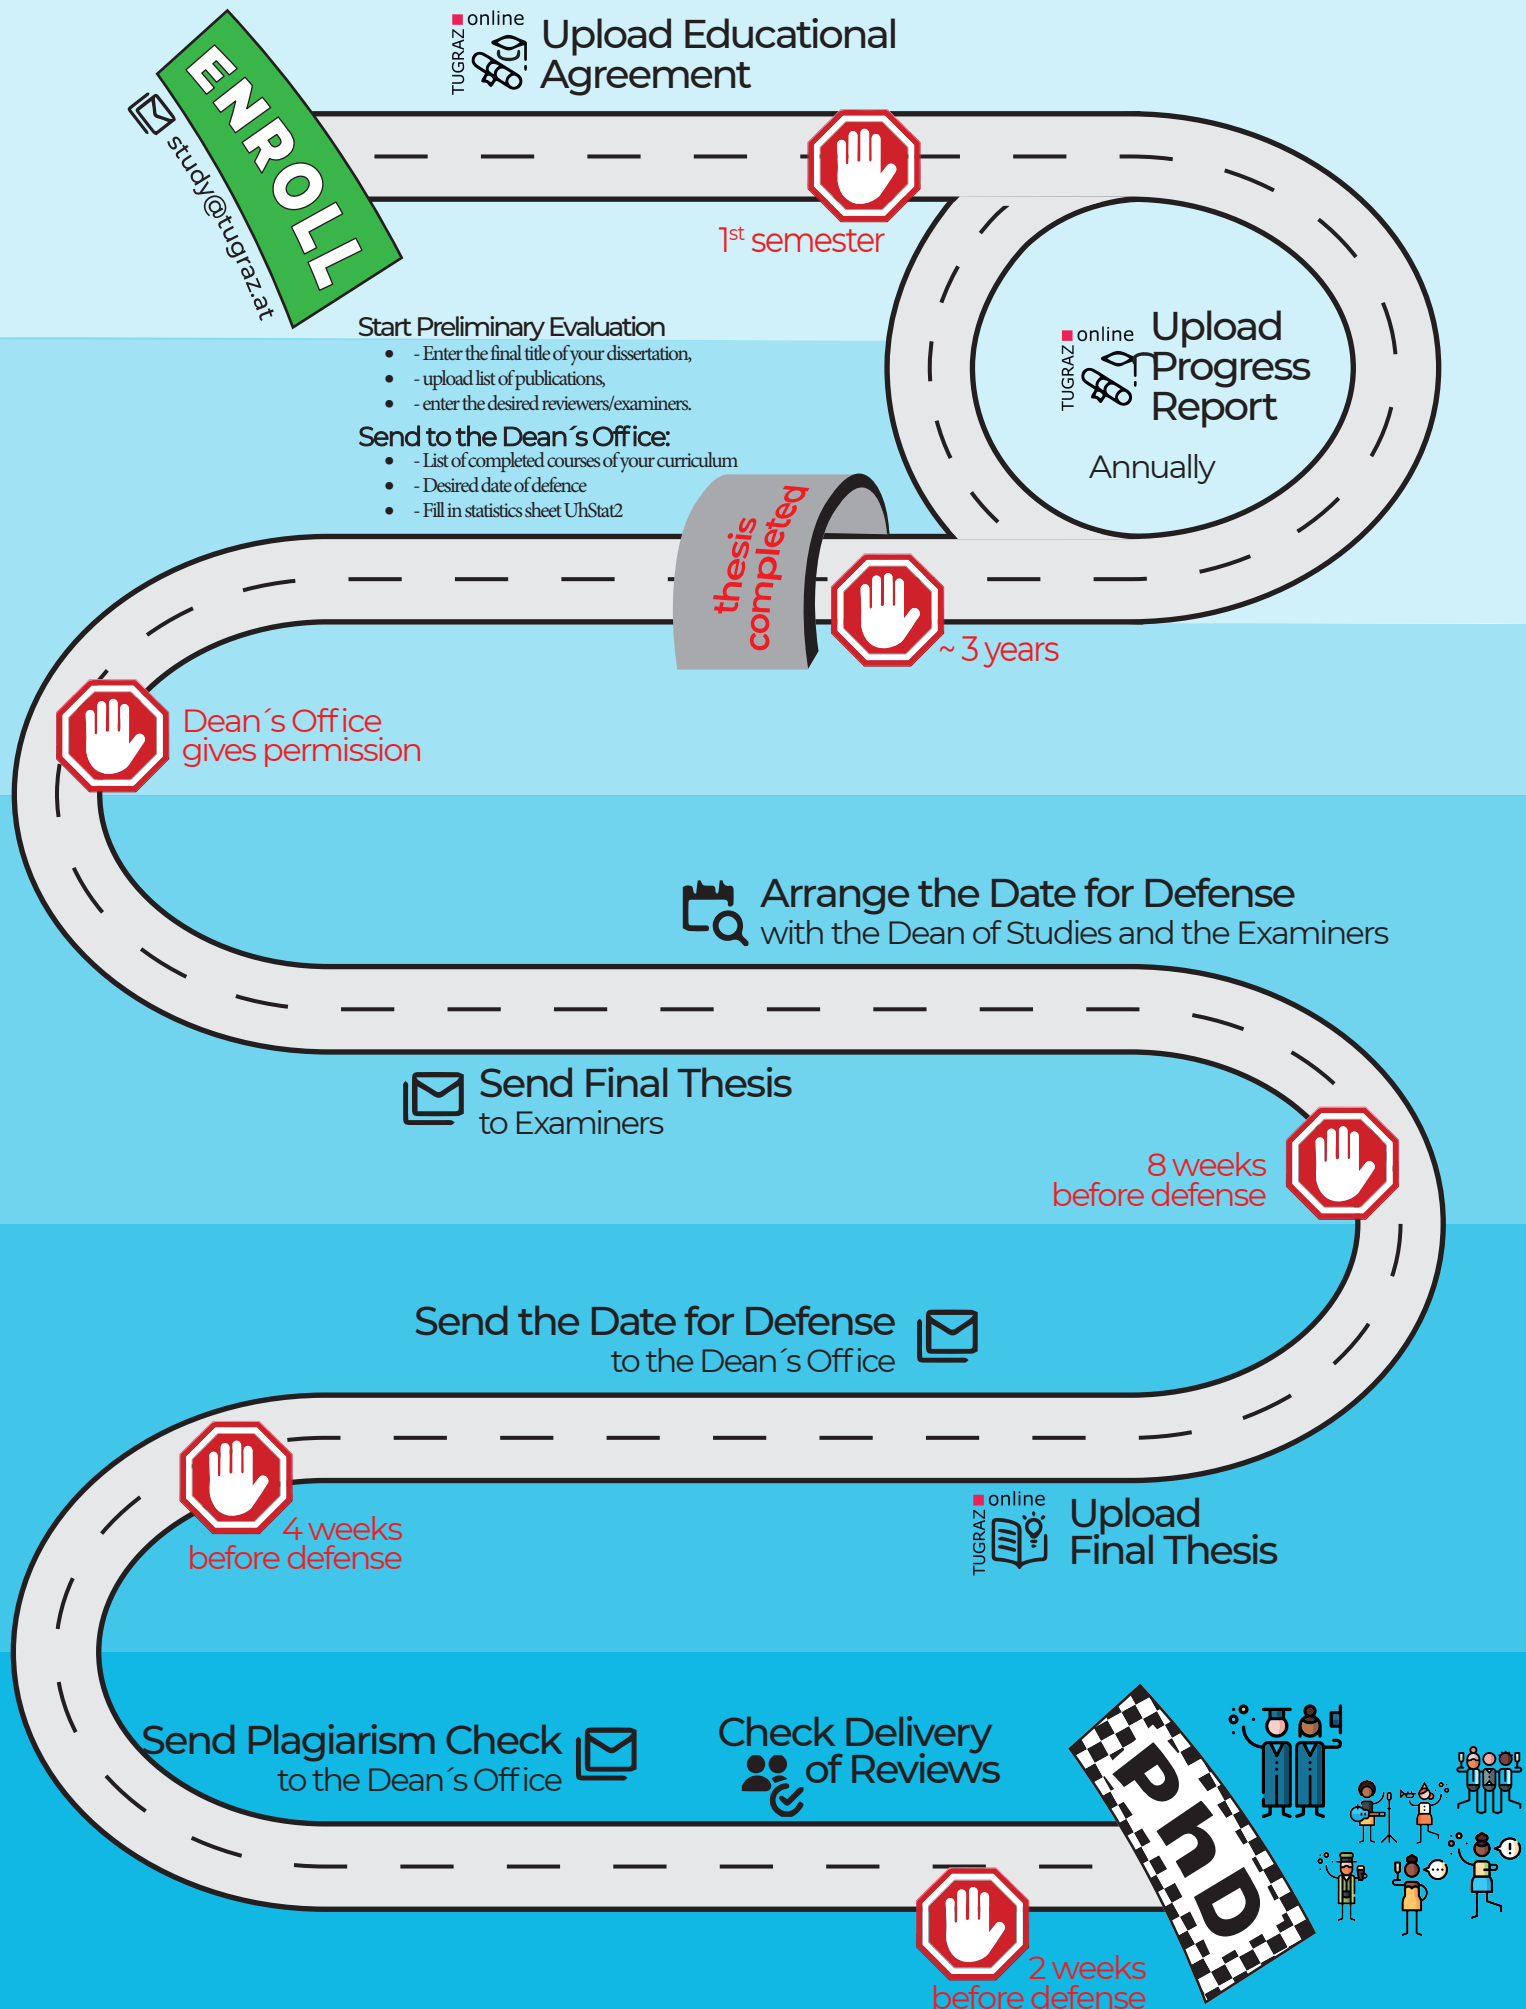 ENROLL
study@tugraz.at
TUGRAZ online
Upload Educational
Agreement
1st semester
TUGRAZ online
Upload
Progress
Report
Annually
Start Preliminary Evaluation
• - Enter the final title of your dissertation,
• - upload list of publications,
• - enter the desired reviewers/examiners.
Send to the Dean´s Office:
• - List of completed courses of your curriculum
• - Desired date of defence
• - Fill in statistics sheet UhStat2
thesis
completed
~ 3 years
Dean´s Office
gives permission
Arrange the Date for Defense
with the Dean of Studies and the Examiners
Send Final Thesis
to Examiners
8 weeks
before defense
Send the Date for Defense
to the Dean´s Office
4 weeks
before defense
TUGRAZ online
Upload
Final Thesis
Send Plagiarism Check
to the Dean´s Office
Check Delivery
of Reviews
PhD
2 weeks
before defense